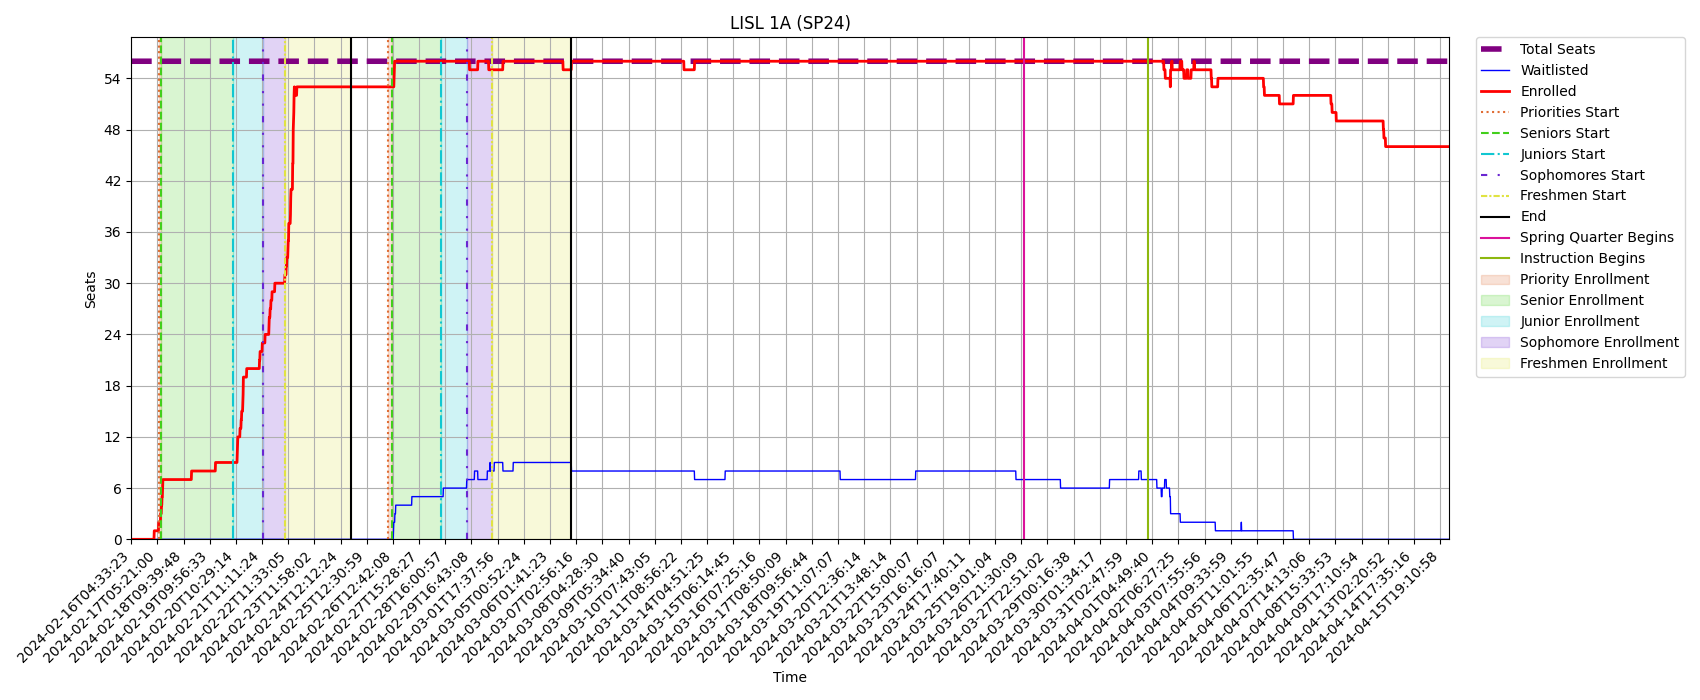 LISL 1A (SP24)
Seats
54
48
42
36
30
24
18
12
6
0
2024-02-16T04:33:23
2024-02-17T05:21:00
2024-02-18T09:39:48
2024-02-19T09:56:33
2024-02-20T10:29:14
2024-02-21T11:11:24
2024-02-22T11:33:05
2024-02-23T11:58:02
2024-02-24T12:12:24
2024-02-25T12:30:59
2024-02-26T12:42:08
2024-02-27T15:28:27
2024-02-28T16:00:57
2024-02-29T16:43:08
2024-03-01T17:37:56
2024-03-05T00:52:24
2024-03-06T01:41:23
2024-03-07T02:56:16
2024-03-08T04:28:30
2024-03-09T05:34:40
2024-03-10T07:43:05
2024-03-11T08:56:22
2024-03-14T04:51:25
2024-03-15T06:14:45
2024-03-16T07:25:16
2024-03-17T08:50:09
2024-03-18T09:56:44
2024-03-19T11:07:07
2024-03-20T12:36:14
2024-03-21T13:48:14
2024-03-22T15:00:07
2024-03-23T16:16:07
2024-03-24T17:40:11
2024-03-25T19:01:04
2024-03-26T21:30:09
2024-03-27T22:51:02
2024-03-29T00:16:38
2024-03-30T01:34:17
2024-03-31T02:47:59
2024-04-01T04:49:40
2024-04-02T06:27:25
2024-04-03T07:55:56
2024-04-04T09:33:59
2024-04-05T11:01:55
2024-04-06T12:35:47
2024-04-07T14:13:06
2024-04-08T15:33:53
2024-04-09T17:10:54
2024-04-13T02:20:52
2024-04-14T17:35:16
2024-04-15T19:10:58
Time
Total Seats
Waitlisted
Enrolled
Priorities Start
Seniors Start
Juniors Start
Sophomores Start
Freshmen Start
End
Spring Quarter Begins
Instruction Begins
Priority Enrollment
Senior Enrollment
Junior Enrollment
Sophomore Enrollment
Freshmen Enrollment